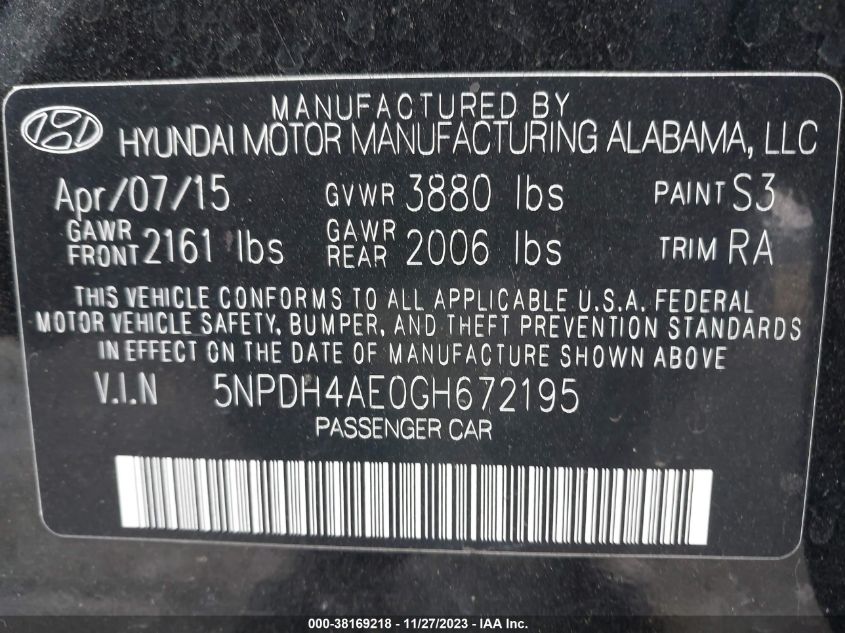 MANUFACTURED BY
HYUNDAI MOTOR MANUFACTURING ALABAMA, LLC
Apr/07/15 GVWR 3880 lbs PAINT S3
GAWR FRONT 2161 lbs GAWR REAR 2006 lbs TRIM RA
THIS VEHICLE CONFORMS TO ALL APPLICABLE U.S.A. FEDERAL
MOTOR VEHICLE SAFETY, BUMPER, AND THEFT PREVENTION STANDARDS
IN EFFECT ON THE DATE OF MANUFACTURE SHOWN ABOVE
V.I.N 5NPDH4AE0GH672195
PASSENGER CAR
000-38169218 - 11/27/2023 - IAA Inc.